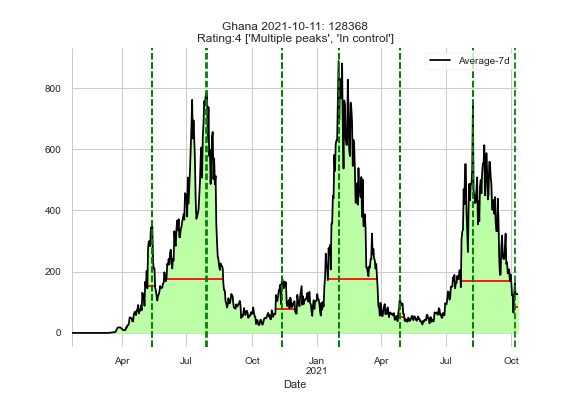 Ghana 2021-10-11: 128368
Rating:4 ['Multiple peaks', 'In control']
Average-7d
800
600
400
200
0
Apr Jul Oct Jan Apr Jul Oct
2021
Date